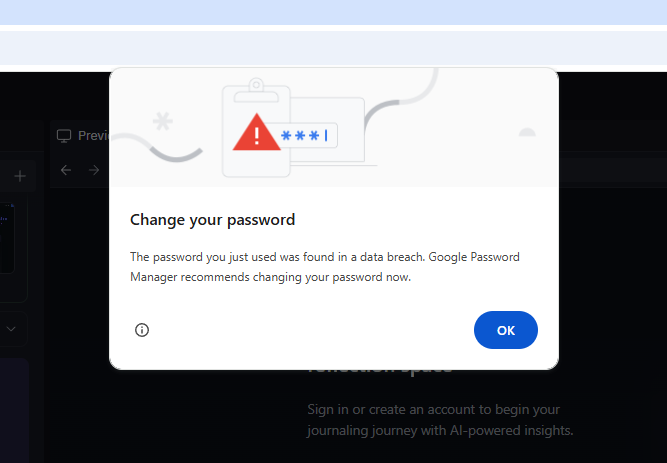 Previ
***
Change your password
The password you just used was found in a data breach. Google Password
Manager recommends changing your password now.
OK
Sign in or create an account to begin your
journaling journey with AI-powered insights.